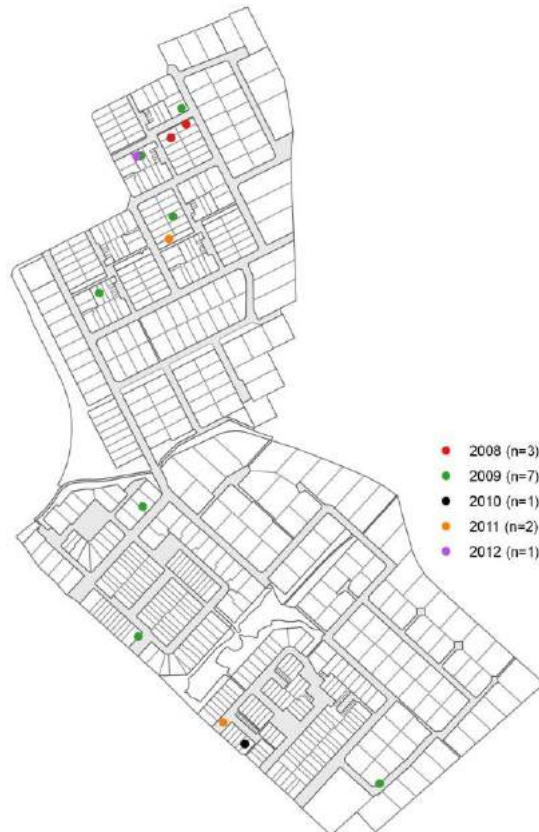 2008 (n=3)
2009 (n=7)
2010 (n=1)
2011 (n=2)
2012 (n=1)